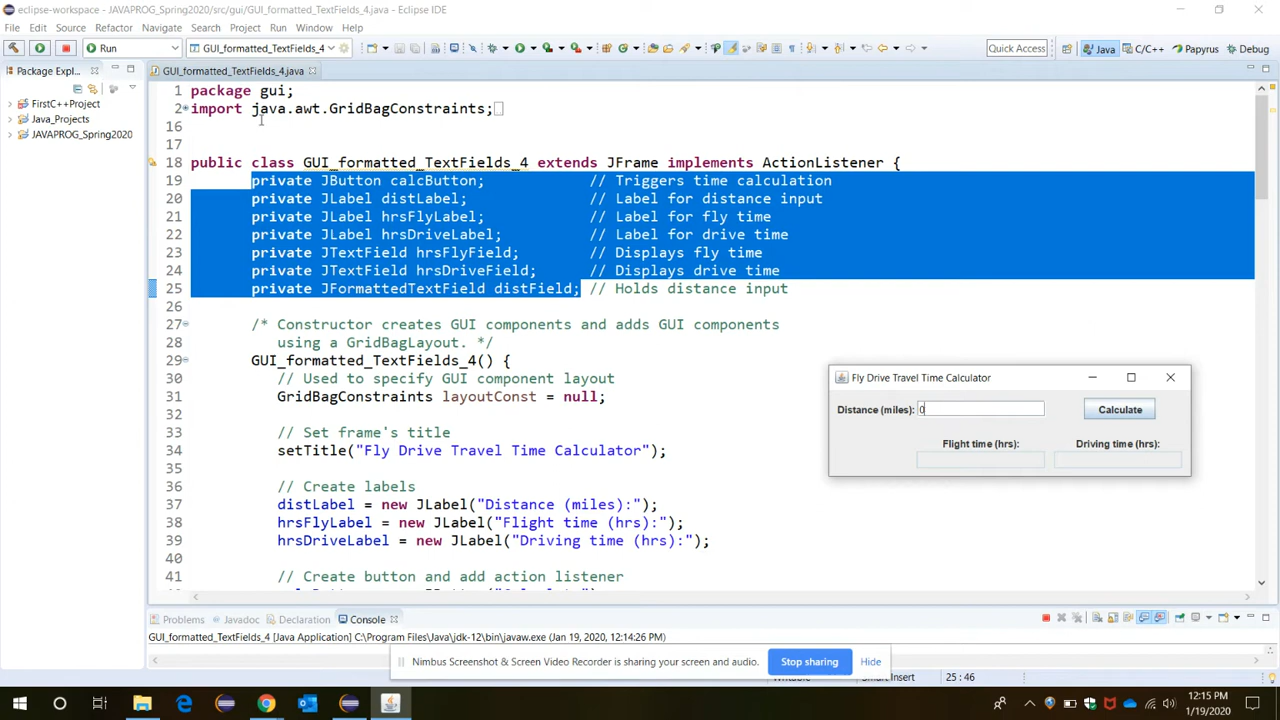 eclipse-workspace - JAVAPROG_Spring2020/src/gui/GUI_formatted_TextFields_4.java - Eclipse IDE
File Edit Source Refactor Navigate Search Project Run Window Help
Run GUI_formatted_TextFields_4 Quick Access Java C/C++ Papyrus Debug
Package Expl... GUI_formatted_TextFields_4.java
FirstC++Project
Java_Projects
JAVAPROG_Spring2020
1 package gui;
2 import java.awt.GridBagConstraints;
16
17
18 public class GUI_formatted_TextFields_4 extends JFrame implements ActionListener {
19 private JButton calcButton; // Triggers time calculation
20 private JLabel distLabel; // Label for distance input
21 private JLabel hrsFlyLabel; // Label for fly time
22 private JLabel hrsDriveLabel; // Label for drive time
23 private JTextField hrsFlyField; // Displays fly time
24 private JTextField hrsDriveField; // Displays drive time
25 private JFormattedTextField distField; // Holds distance input
26
27 /* Constructor creates GUI components and adds GUI components
28 using a GridBagLayout. */
29 GUI_formatted_TextFields_4() {
30 // Used to specify GUI component layout
31 GridBagConstraints layoutConst = null;
32
33 // Set frame's title
34 setTitle("Fly Drive Travel Time Calculator");
35
36 // Create labels
37 distLabel = new JLabel("Distance (miles):");
38 hrsFlyLabel = new JLabel("Flight time (hrs):");
39 hrsDriveLabel = new JLabel("Driving time (hrs):");
40
41 // Create button and add action listener
Fly Drive Travel Time Calculator
Distance (miles): 0 Calculate
Flight time (hrs): Driving time (hrs):
Problems Javadoc Declaration Console
GUI_formatted_TextFields_4 [Java Application] C:\Program Files\Java\jdk-12\bin\javaw.exe (Jan 19, 2020, 12:14:26 PM)
Nimbus Screenshot & Screen Video Recorder is sharing your screen and audio. Stop sharing Hide
Smart Insert 25 : 46
12:15 PM
1/19/2020